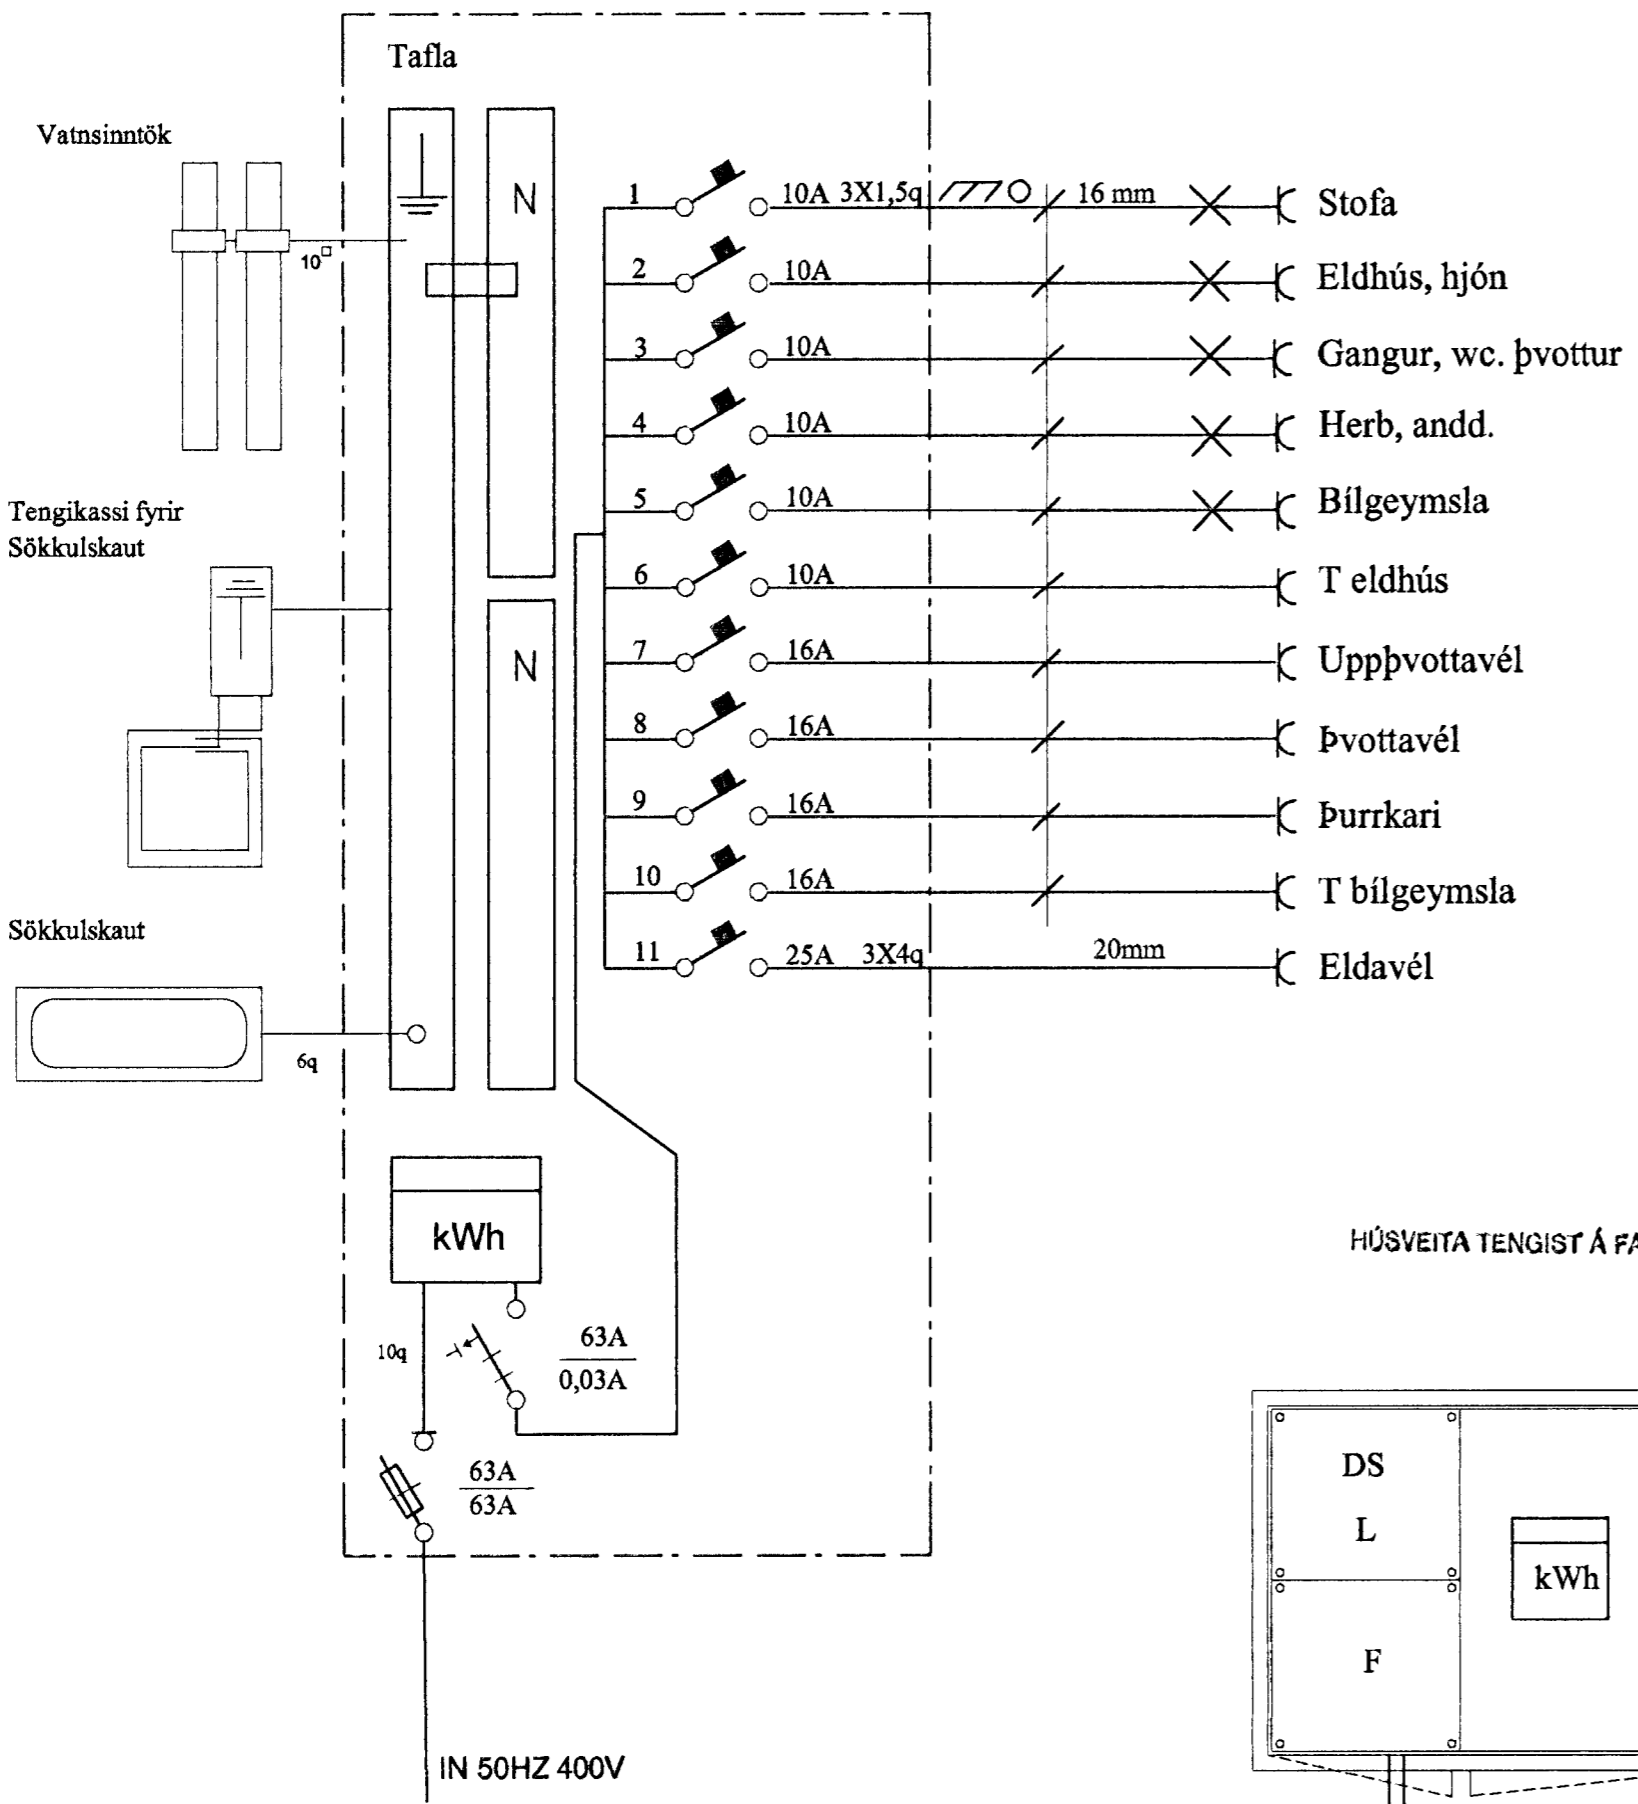 Tafla
Vatnsinntök
10□
N
1 10A 3X1,5q 16 mm Stofa
2 10A Eldhús, hjón
3 10A Gangur, wc. þvottur
4 10A Herb, andd.
Tengikassi fyrir
Sökkulskaut
5 10A Bílgeymsla
6 10A T eldhús
N
7 16A Uppþvottavél
8 16A Þvottavél
9 16A Þurrkari
10 16A T bílgeymsla
Sökkulskaut
11 25A 3X4q 20mm Eldavél
6q
kWh
HÚSVEITA TENGIST Á FA
10q
63A
0,03A
63A
63A
DS
L
kWh
F
IN 50HZ 400V